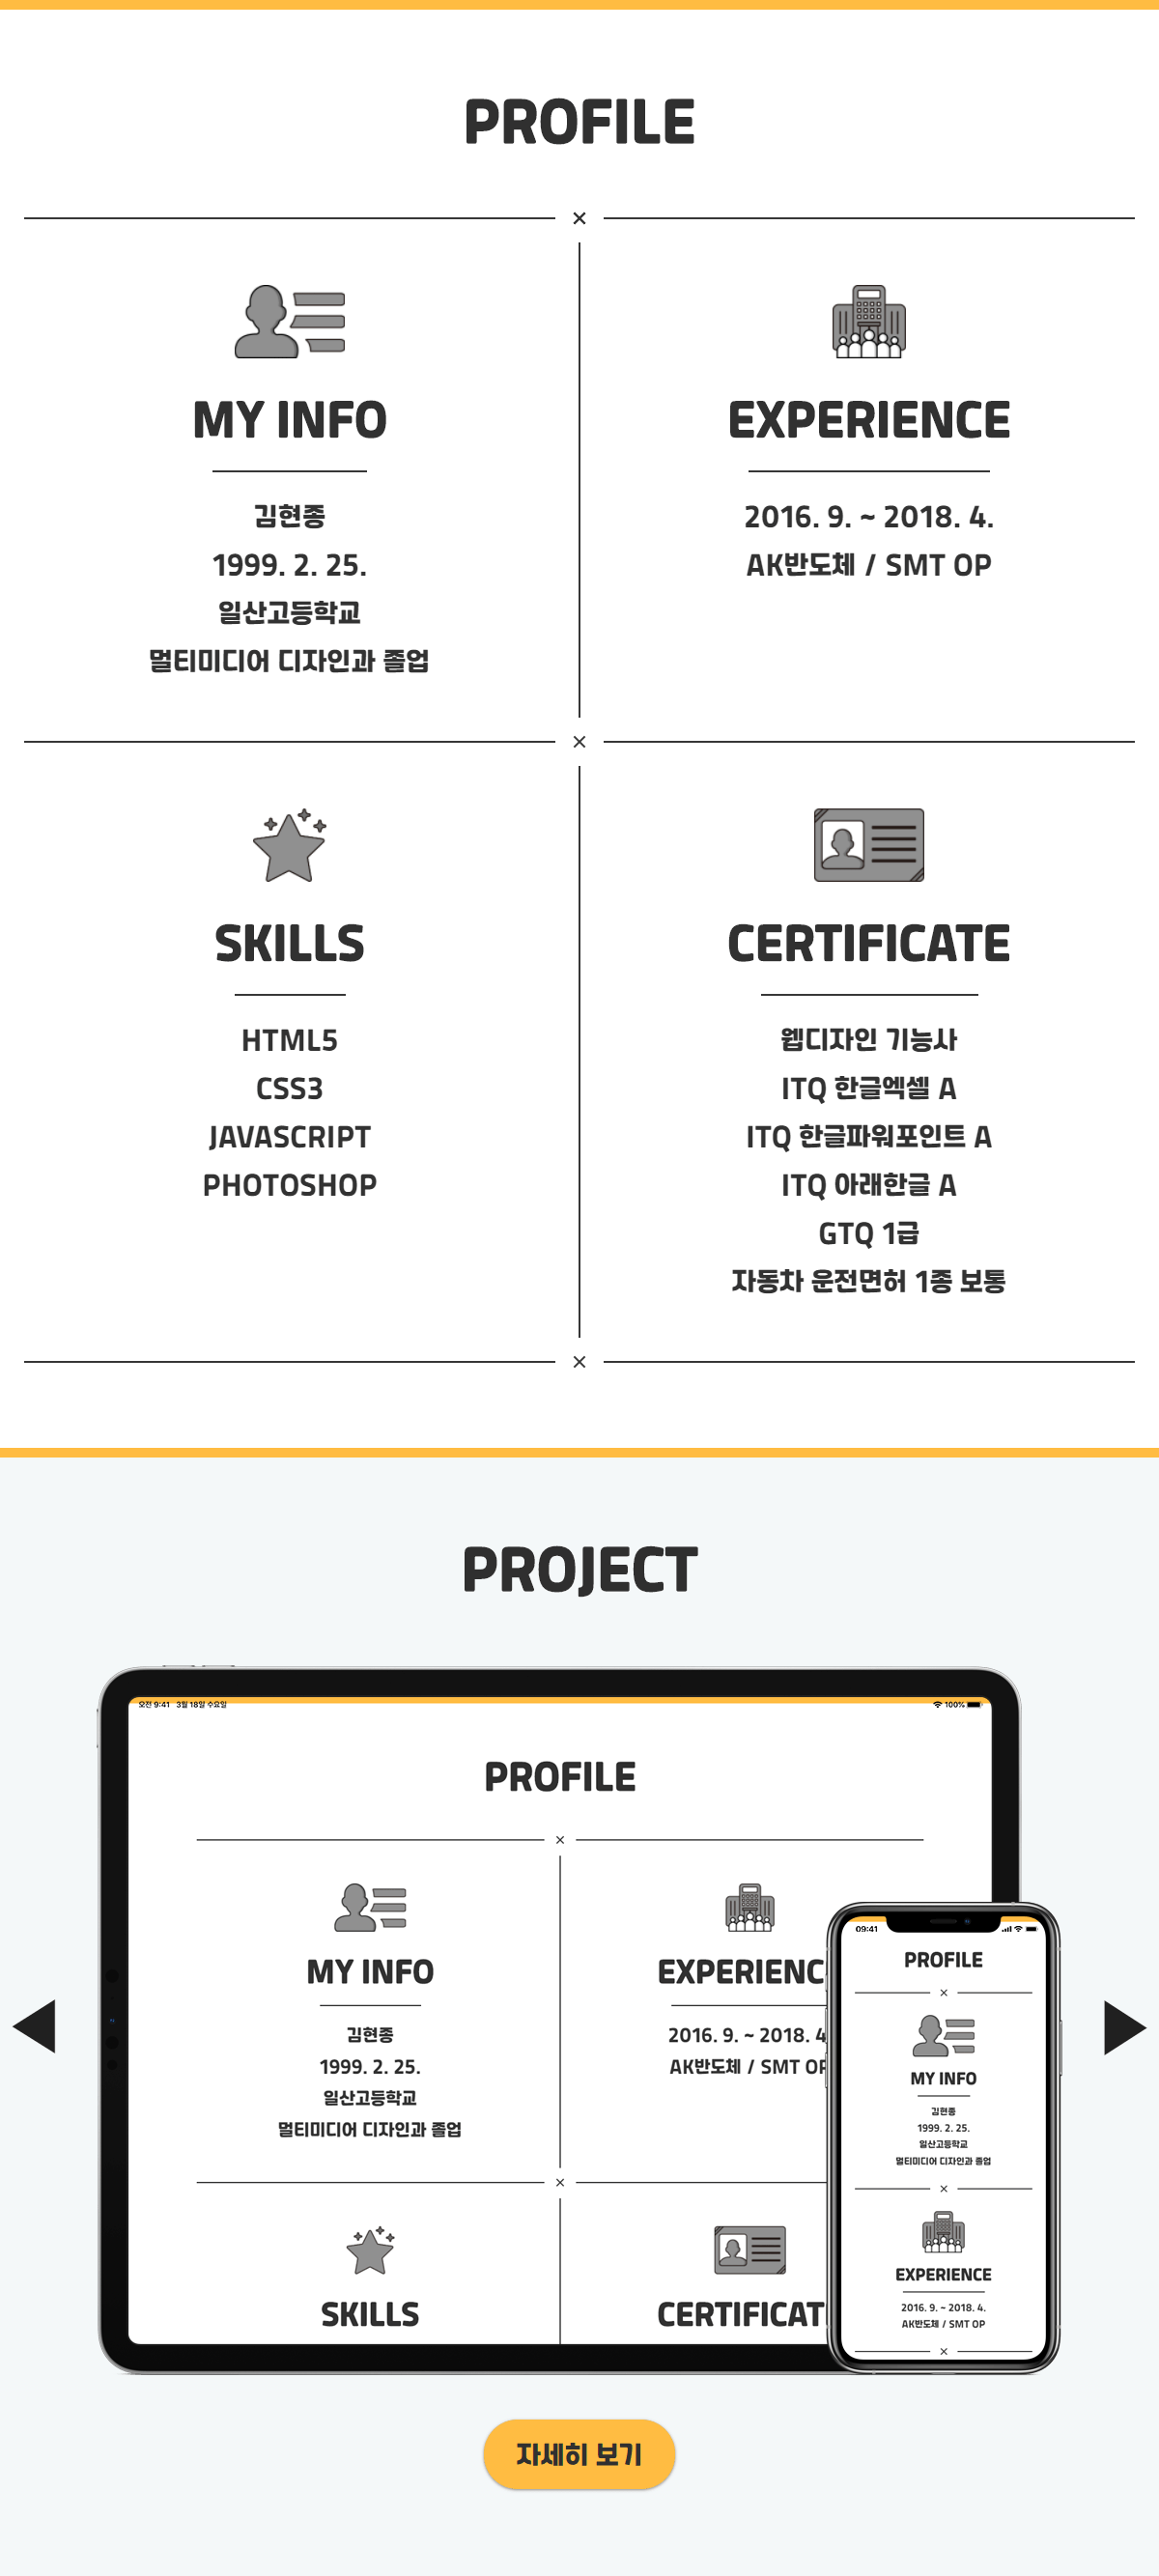 PROFILE
MY INFO
김현종
1999. 2. 25.
일산고등학교
멀티미디어 디자인과 졸업
EXPERIENCE
2016. 9. ~ 2018. 4.
AK반도체 / SMT OP
SKILLS
HTML5
CSS3
JAVASCRIPT
PHOTOSHOP
CERTIFICATE
웹디자인 기능사
ITQ 한글엑셀 A
ITQ 한글파워포인트 A
ITQ 아래한글 A
GTQ 1급
자동차 운전면허 1종 보통
PROJECT
오전 9:41 3월 18일 수요일
100%
PROFILE
MY INFO
김현종
1999. 2. 25.
일산고등학교
멀티미디어 디자인과 졸업
EXPERIENC
2016. 9. ~ 2018. 4
AK반도체 / SMT OP
SKILLS
CERTIFICAT
09:41
PROFILE
MY INFO
김현종
1999. 2. 25.
일산고등학교
멀티미디어 디자인과 졸업
EXPERIENCE
2016. 9. ~ 2018. 4.
AK반도체 / SMT OP
자세히 보기